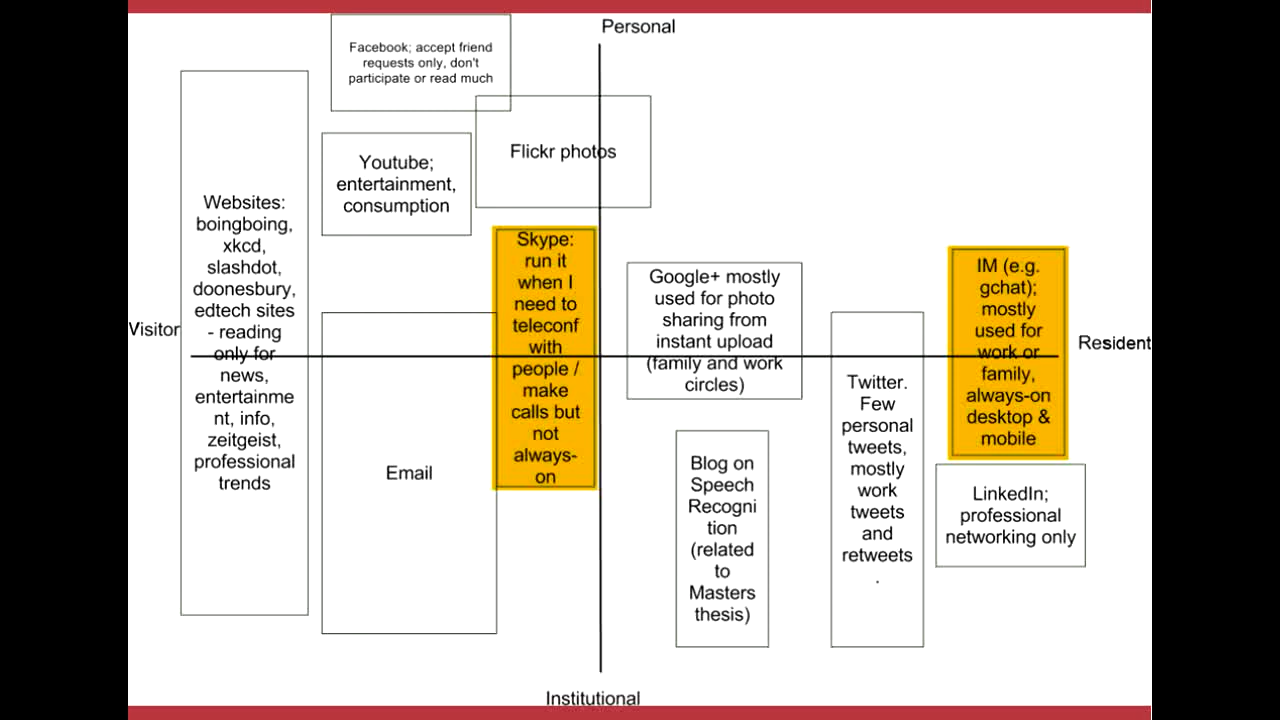 Personal
Facebook; accept friend
requests only, don't
participate or read much
Flickr photos
Youtube;
entertainment,
consumption
Websites:
boingboing,
xkcd,
slashdot,
doonesbury,
edtech sites
- reading
only for
news,
entertainme
nt, info,
zeitgeist,
professional
trends
Skype:
run it
when I
need to
teleconf
with
people /
make
calls but
not
always-
on
Google+ mostly
used for photo
sharing from
instant upload
(family and work
circles)
IM (e.g.
gchat);
mostly
used for
work or
family,
always-on
desktop &
mobile
Visitor
Resident
Twitter.
Few
personal
tweets,
mostly
work
tweets
and
retweets
.
Email
Blog on
Speech
Recogni
tion
(related
to
Masters
thesis)
LinkedIn;
professional
networking only
Institutional